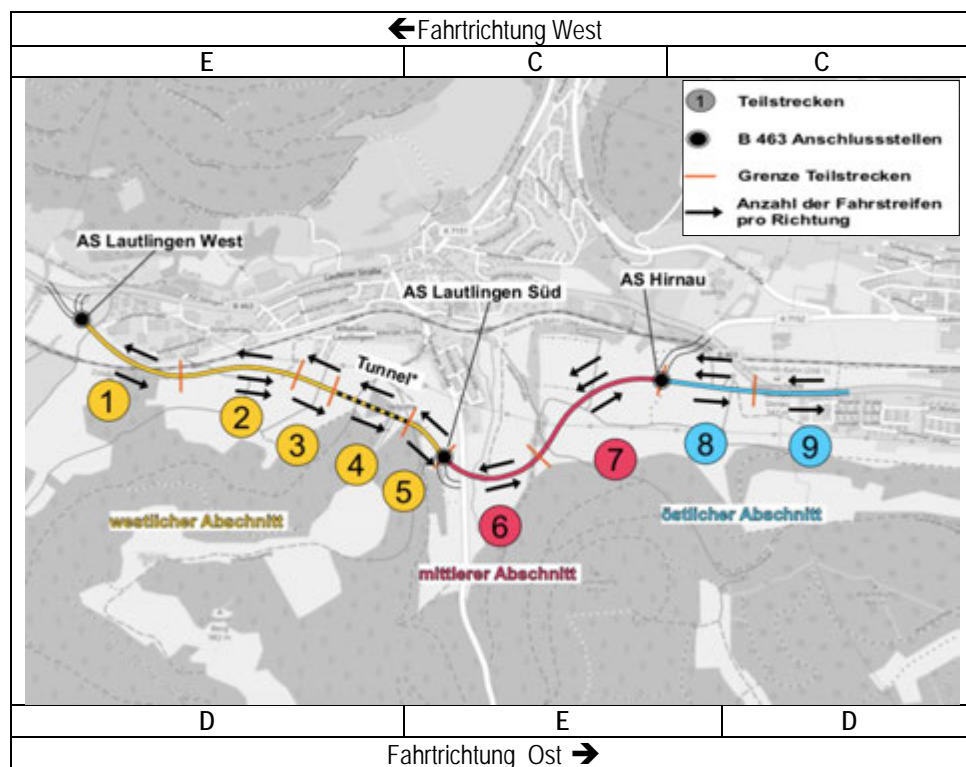 ← Fahrtrichtung West
E C C
1 Teilstrecken
B 463 Anschlussstellen
Grenze Teilstrecken
Anzahl der Fahrstreifen
pro Richtung
AS Lautlingen West
AS Lautlingen Süd
AS Hirnau
Tunnel*
1
2
3
4
5
6
7
8
9
westlicher Abschnitt
östlicher Abschnitt
mittlerer Abschnitt
D E D
Fahrtrichtung Ost →